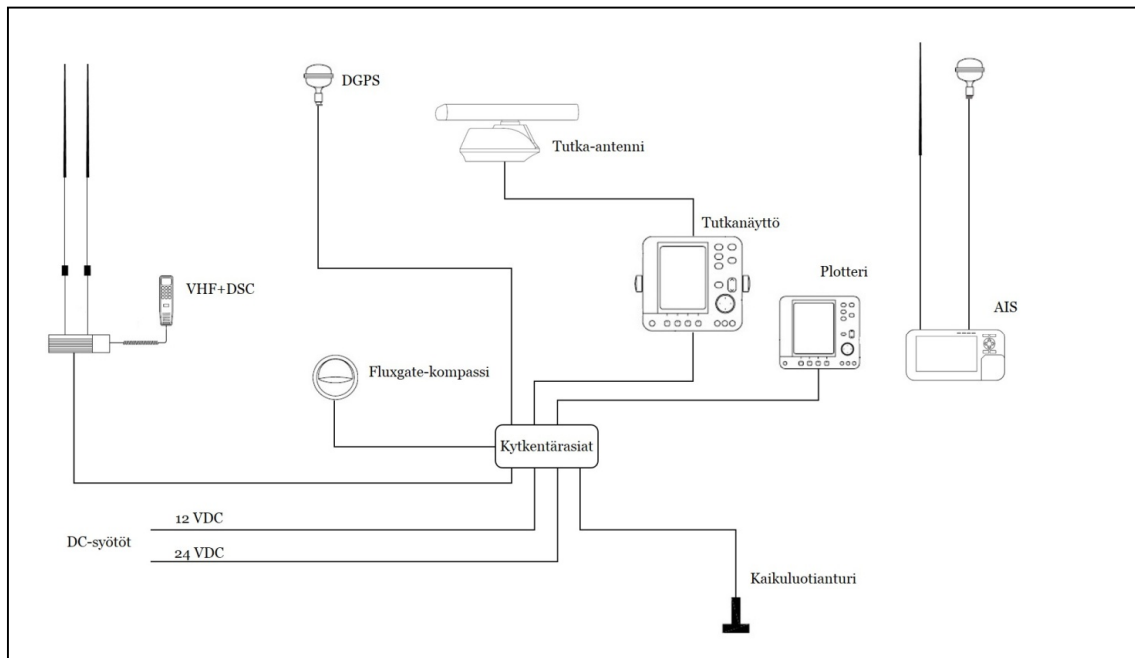 DGPS
Tutka-antenni
Tutkanäyttö
Plotteri
VHF+DSC
AIS
Fluxgate-kompassi
Kytkentärasiat
12 VDC
DC-syötöt
24 VDC
Kaikuluotianturi